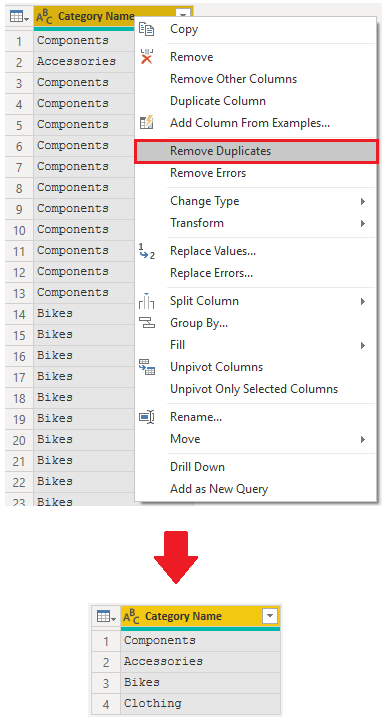 ABC Category Name
Copy
1 Components
Remove
2 Accessories
Remove Other Columns
3 Components
Duplicate Column
4 Components
Add Column From Examples...
5 Components
6 Components
Remove Duplicates
7 Components
Remove Errors
8 Components
9 Components
Change Type
10 Components
Transform
11 Components
1 2 Replace Values...
12 Components
Replace Errors...
13 Components
Split Column
14 Bikes
Group By...
15 Bikes
Fill
16 Bikes
Unpivot Columns
17 Bikes
Unpivot Only Selected Columns
18 Bikes
Rename...
19 Bikes
Move
20 Bikes
21 Bikes
Drill Down
22 Bikes
Add as New Query
23 Bikes
ABC Category Name
1 Components
2 Accessories
3 Bikes
4 Clothing